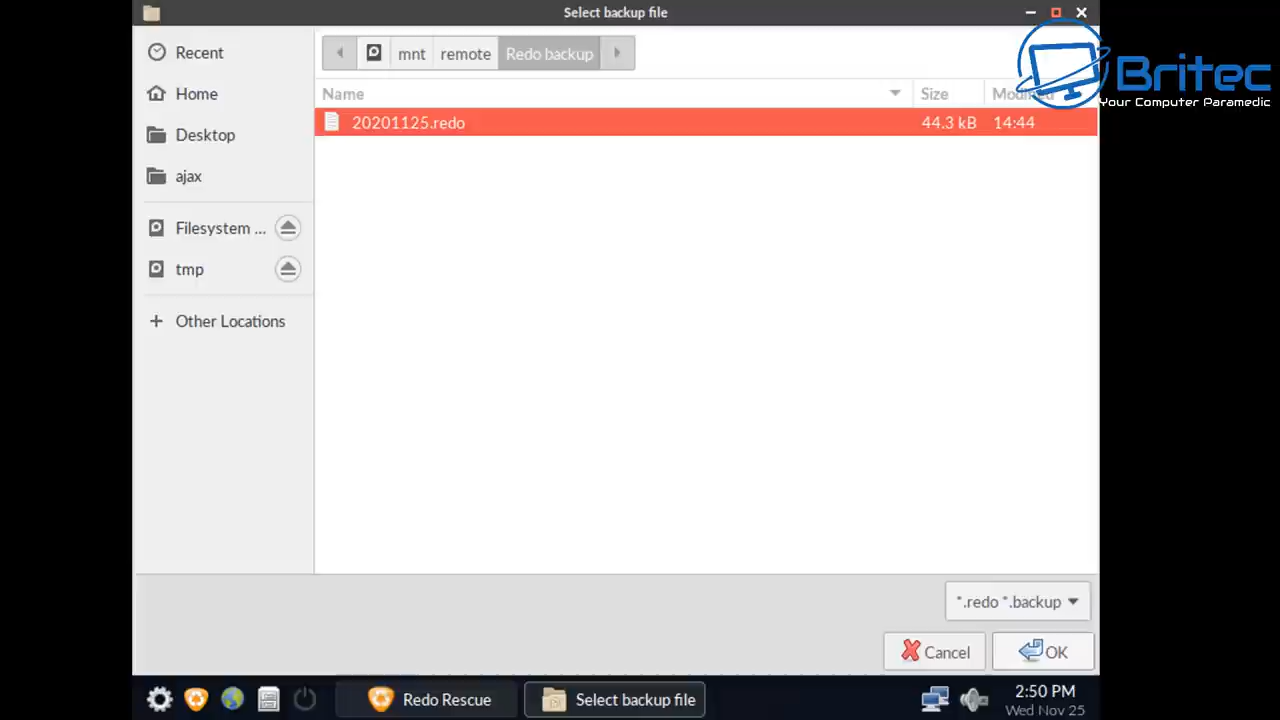 Select backup file
Recent
Home
Desktop
ajax
Filesystem ...
tmp
Other Locations
mnt
remote
Redo backup
Name
Size
20201125.redo
44.3 kB
14:44
Britec
Your Computer Paramedic
*.redo *.backup
Cancel
OK
Redo Rescue
Select backup file
2:50 PM
Wed Nov 25